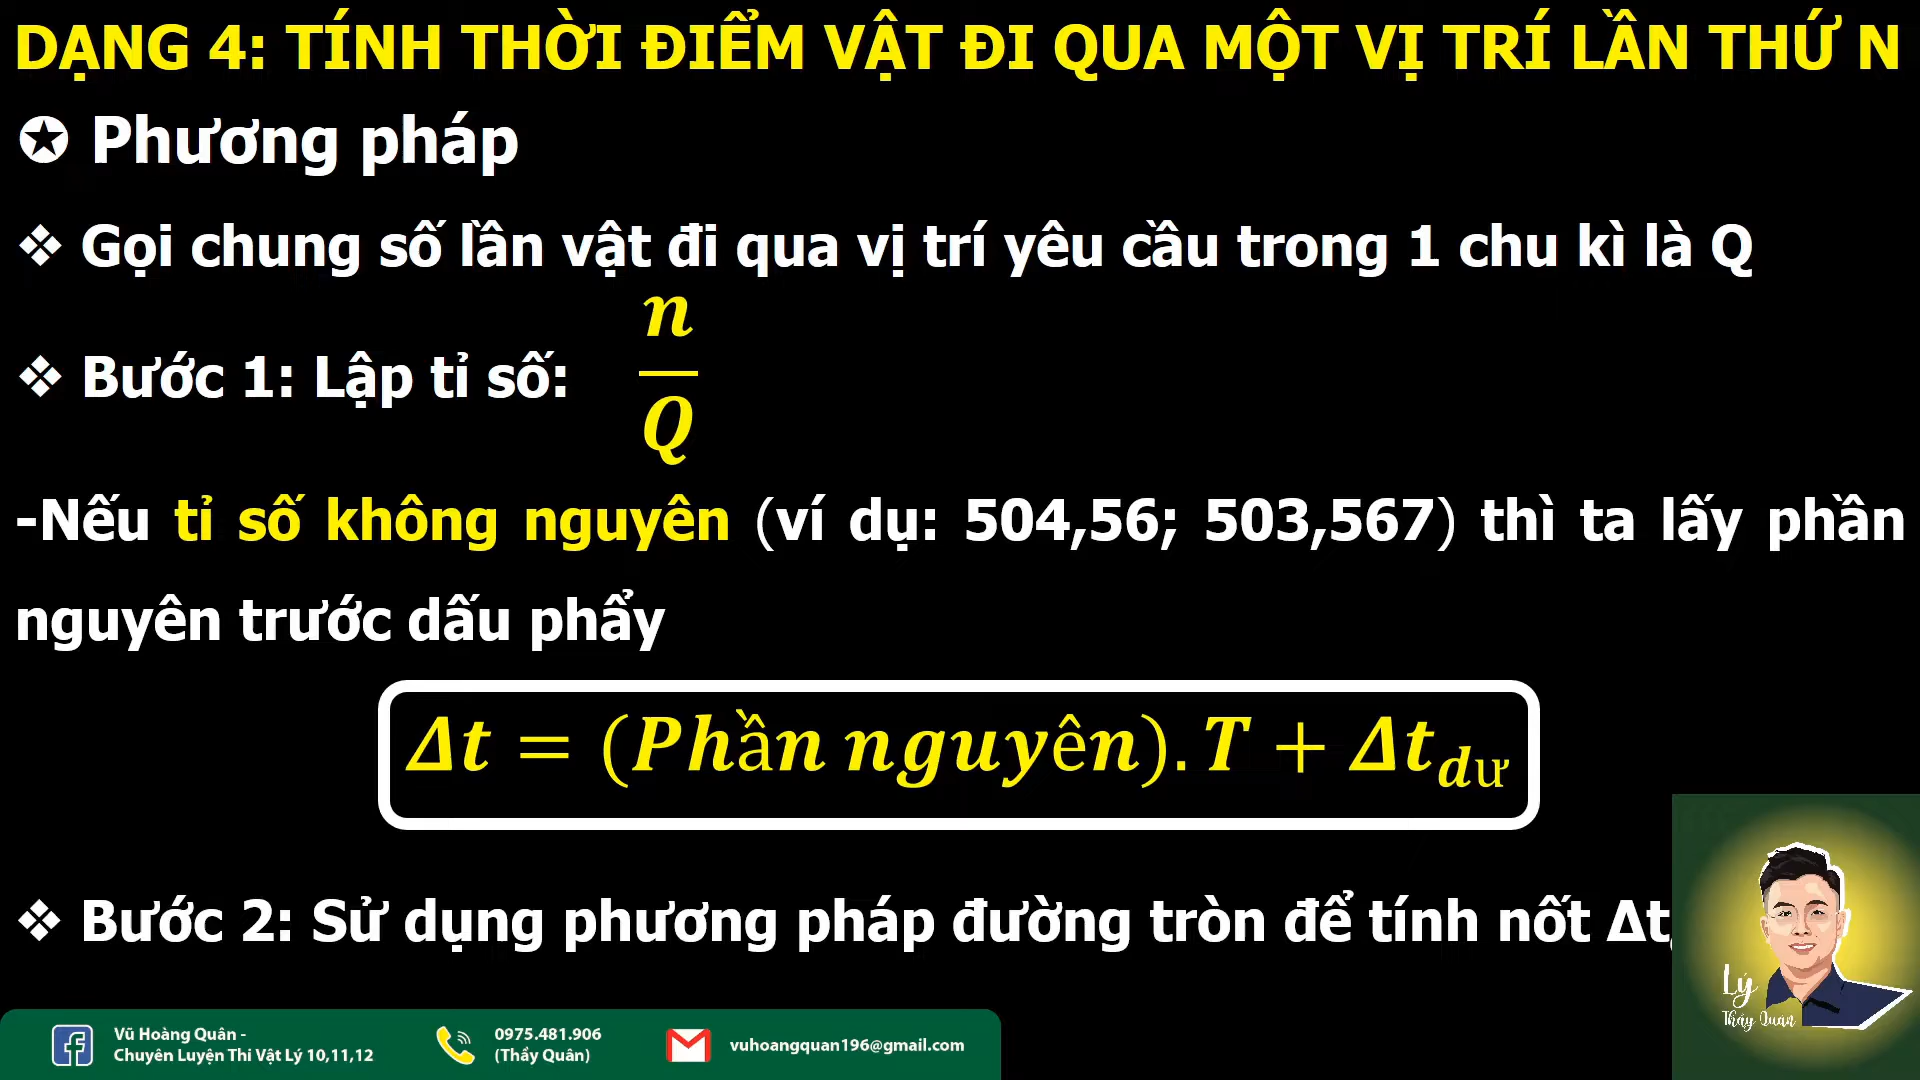 DẠNG 4: TÍNH THỜI ĐIỂM VẬT ĐI QUA MỘT VỊ TRÍ LẦN THỨ N
✪ Phương pháp
❖ Gọi chung số lần vật đi qua vị trí yêu cầu trong 1 chu kì là Q
❖ Bước 1: Lập tỉ số: n/Q
-Nếu tỉ số không nguyên (ví dụ: 504,56; 503,567) thì ta lấy phần
nguyên trước dấu phẩy
Δt = (Phần nguyên).T + Δt_dư
❖ Bước 2: Sử dụng phương pháp đường tròn để tính nốt Δt
Lý
Thầy Quân
Vũ Hoàng Quân -
Chuyên Luyện Thi Vật Lý 10,11,12
0975.481.906
(Thầy Quân)
vuhoangquan196@gmail.com